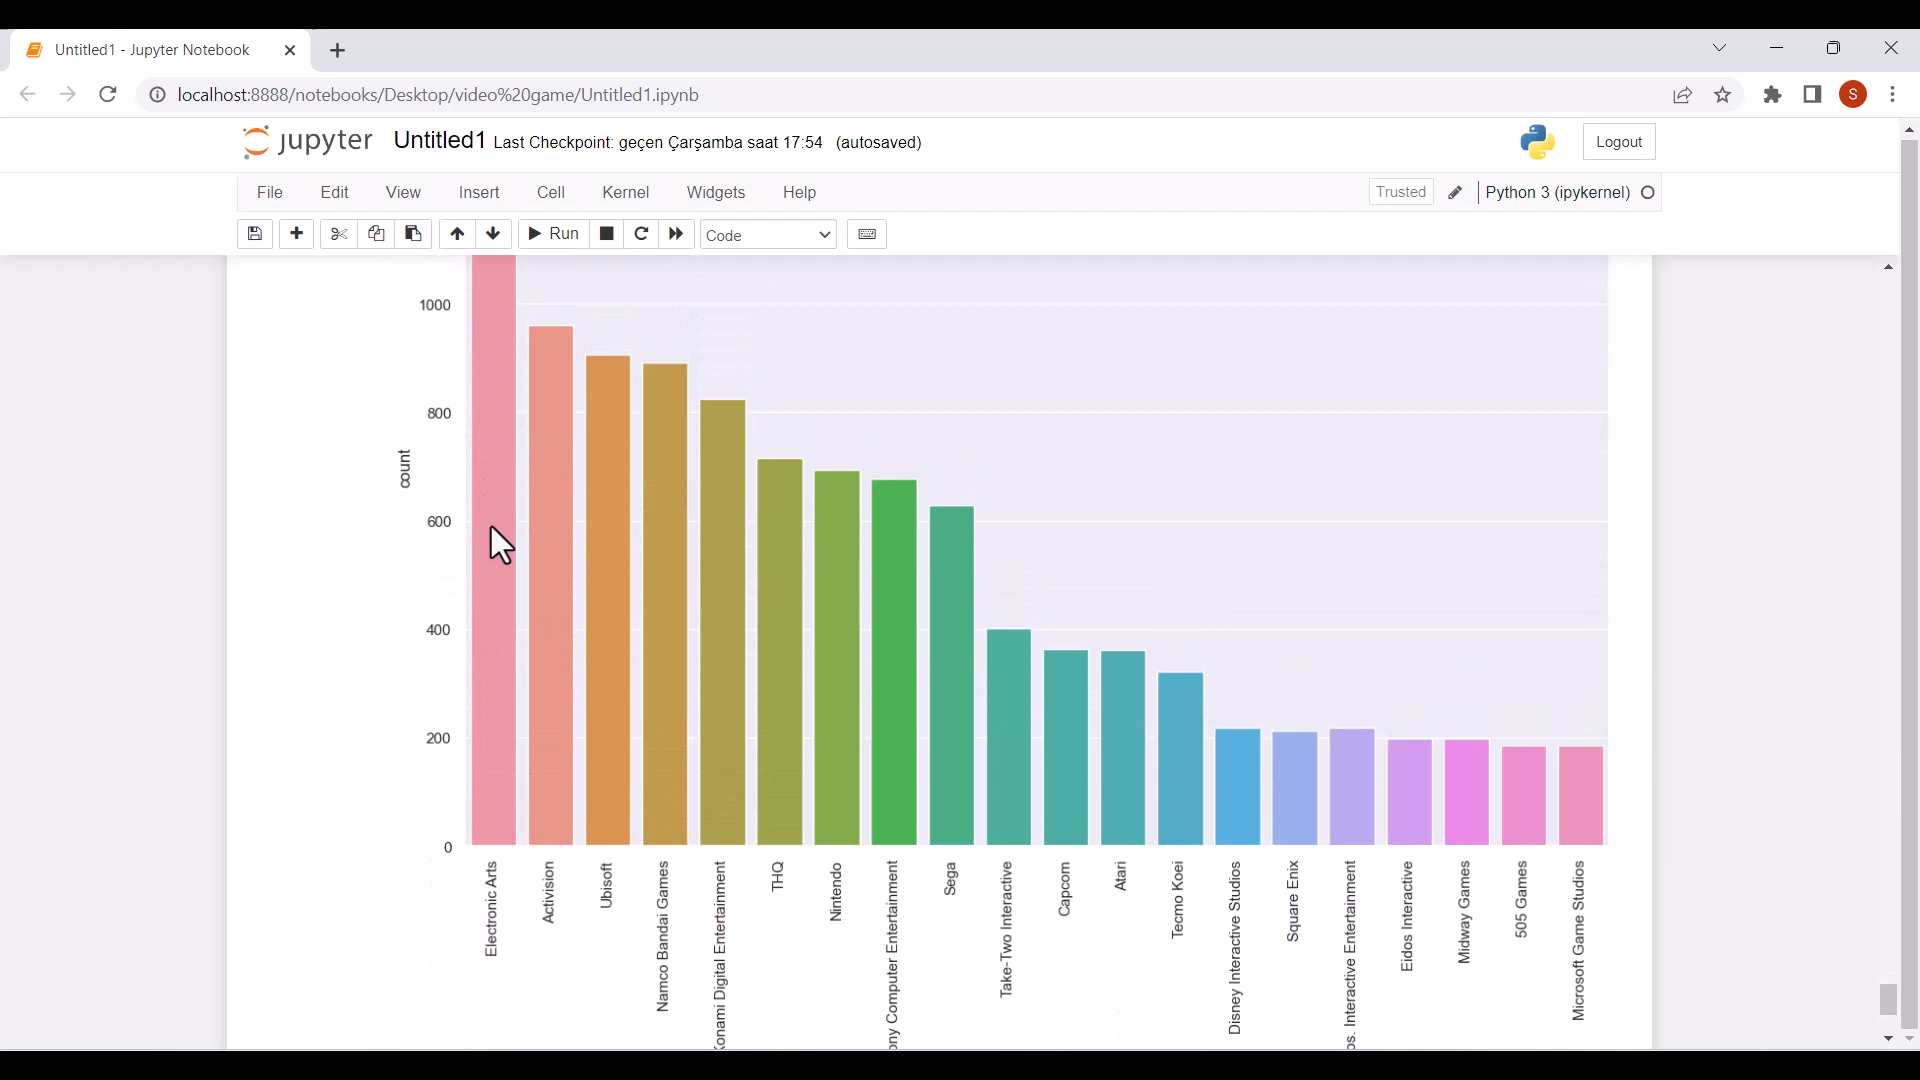 Untitled1 - Jupyter Notebook
localhost:8888/notebooks/Desktop/video%20game/Untitled1.ipynb
S
jupyter Untitled1 Last Checkpoint: geçen Çarşamba saat 17:54 (autosaved)
Logout
File Edit View Insert Cell Kernel Widgets Help
Trusted Python 3 (ipykernel)
Run Code
1000
800
600
400
200
0
count
Electronic Arts
Activision
Ubisoft
Namco Bandai Games
Konami Digital Entertainment
THQ
Nintendo
ony Computer Entertainment
Sega
Take-Two Interactive
Capcom
Atari
Tecmo Koei
Disney Interactive Studios
Square Enix
os. Interactive Entertainment
Eidos Interactive
Midway Games
505 Games
Microsoft Game Studios